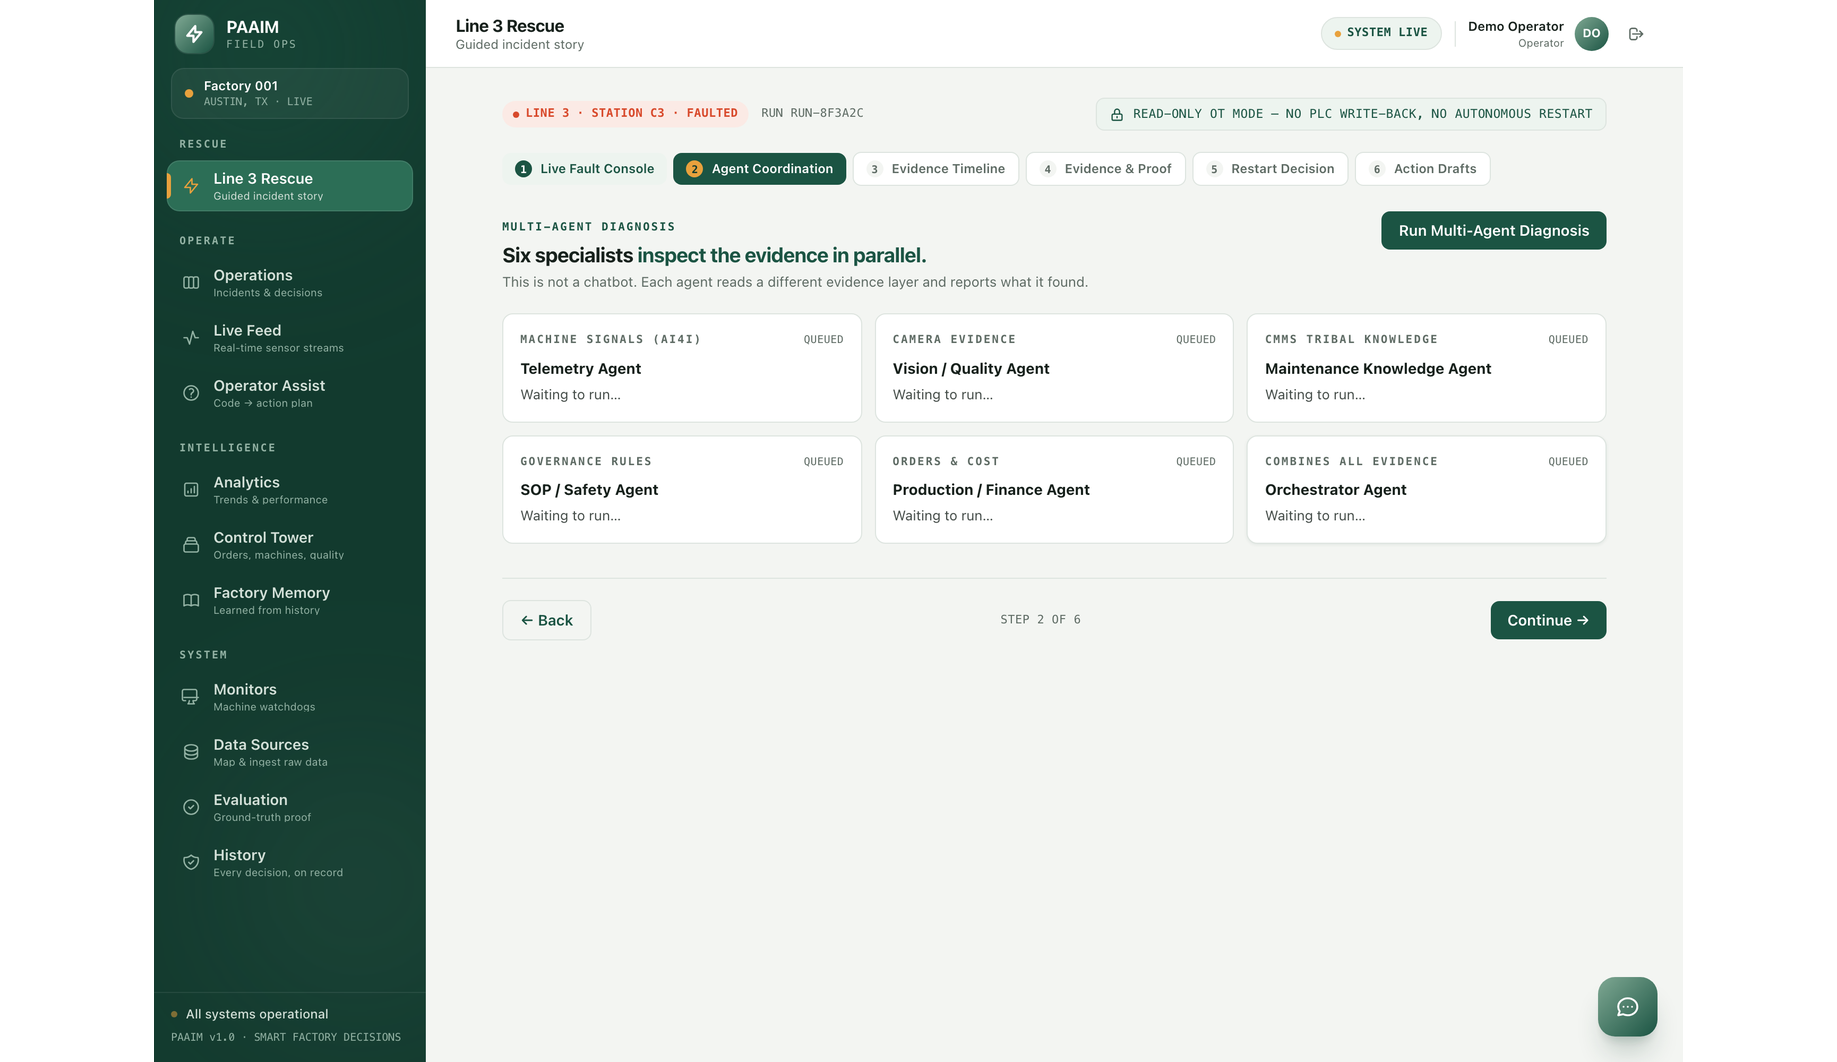 PAAIM
FIELD OPS
Factory 001
AUSTIN, TX · LIVE
RESCUE
Line 3 Rescue
Guided incident story
OPERATE
Operations
Incidents & decisions
Live Feed
Real-time sensor streams
Operator Assist
Code → action plan
INTELLIGENCE
Analytics
Trends & performance
Control Tower
Orders, machines, quality
Factory Memory
Learned from history
SYSTEM
Monitors
Machine watchdogs
Data Sources
Map & ingest raw data
Evaluation
Ground-truth proof
History
Every decision, on record
All systems operational
PAAIM v1.0 · SMART FACTORY DECISIONS
Line 3 Rescue
Guided incident story
SYSTEM LIVE
Demo Operator
Operator
DO
LINE 3 · STATION C3 · FAULTED
RUN RUN-8F3A2C
READ-ONLY OT MODE — NO PLC WRITE-BACK, NO AUTONOMOUS RESTART
1 Live Fault Console
2 Agent Coordination
3 Evidence Timeline
4 Evidence & Proof
5 Restart Decision
6 Action Drafts
MULTI-AGENT DIAGNOSIS
Six specialists inspect the evidence in parallel.
This is not a chatbot. Each agent reads a different evidence layer and reports what it found.
Run Multi-Agent Diagnosis
MACHINE SIGNALS (AI4I) QUEUED
Telemetry Agent
Waiting to run…
CAMERA EVIDENCE QUEUED
Vision / Quality Agent
Waiting to run…
CMMS TRIBAL KNOWLEDGE QUEUED
Maintenance Knowledge Agent
Waiting to run…
GOVERNANCE RULES QUEUED
SOP / Safety Agent
Waiting to run…
ORDERS & COST QUEUED
Production / Finance Agent
Waiting to run…
COMBINES ALL EVIDENCE QUEUED
Orchestrator Agent
Waiting to run…
← Back
STEP 2 OF 6
Continue →